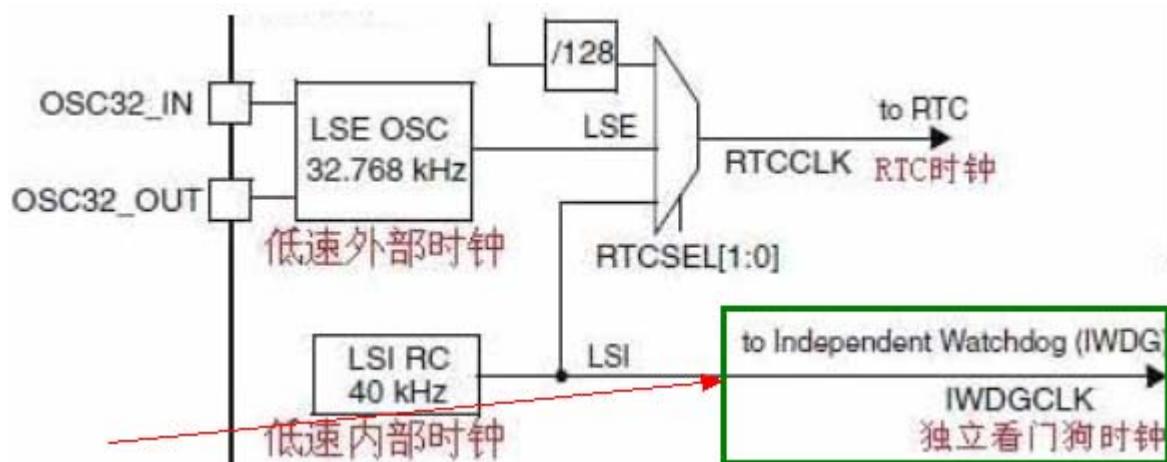 /128
OSC32_IN
LSE OSC
32.768 kHz
LSE
to RTC
RTCCLK
RTC时钟
OSC32_OUT
低速外部时钟
RTCSEL[1:0]
LSI RC
40 kHz
LSI
to Independent Watchdog (IWDG)
IWDGCLK
低速内部时钟
独立看门狗时钟